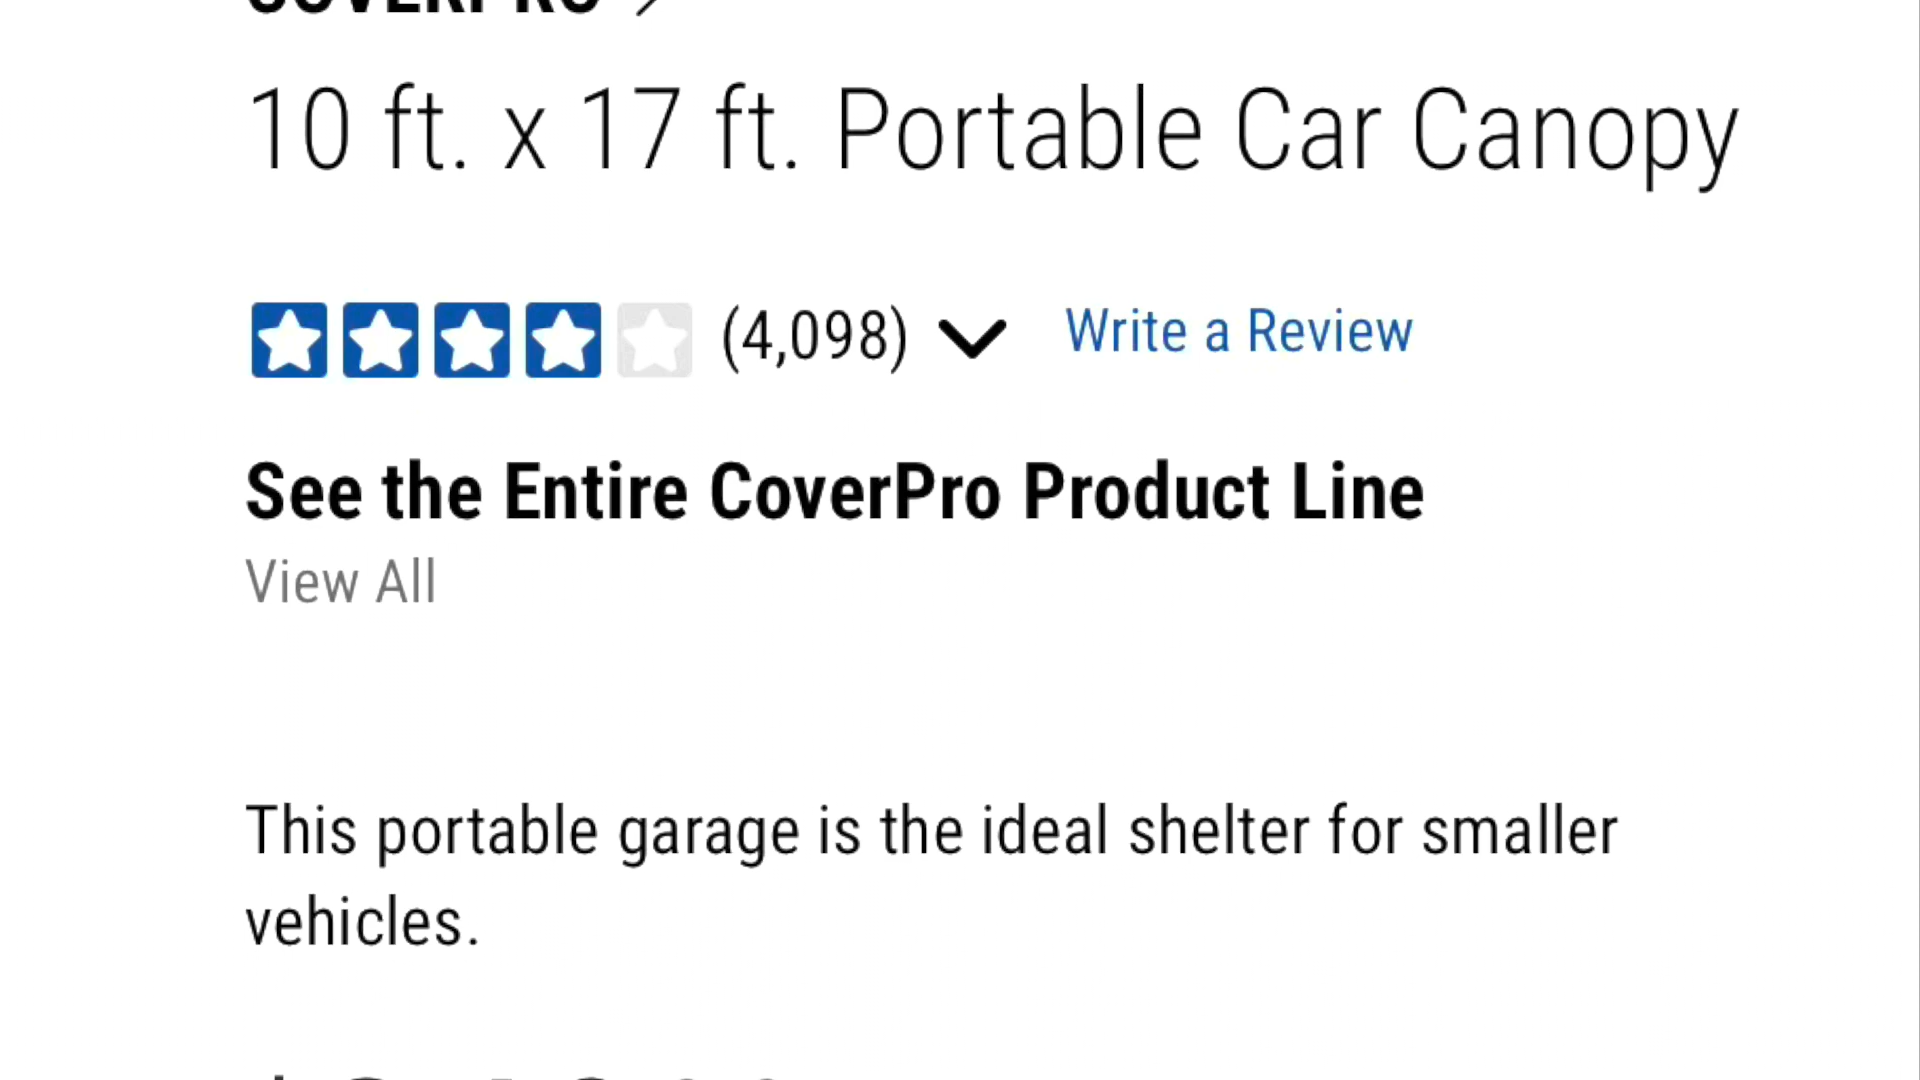 COVERPRO
10 ft. x 17 ft. Portable Car Canopy
(4,098) Write a Review
See the Entire CoverPro Product Line
View All
This portable garage is the ideal shelter for smaller
vehicles.